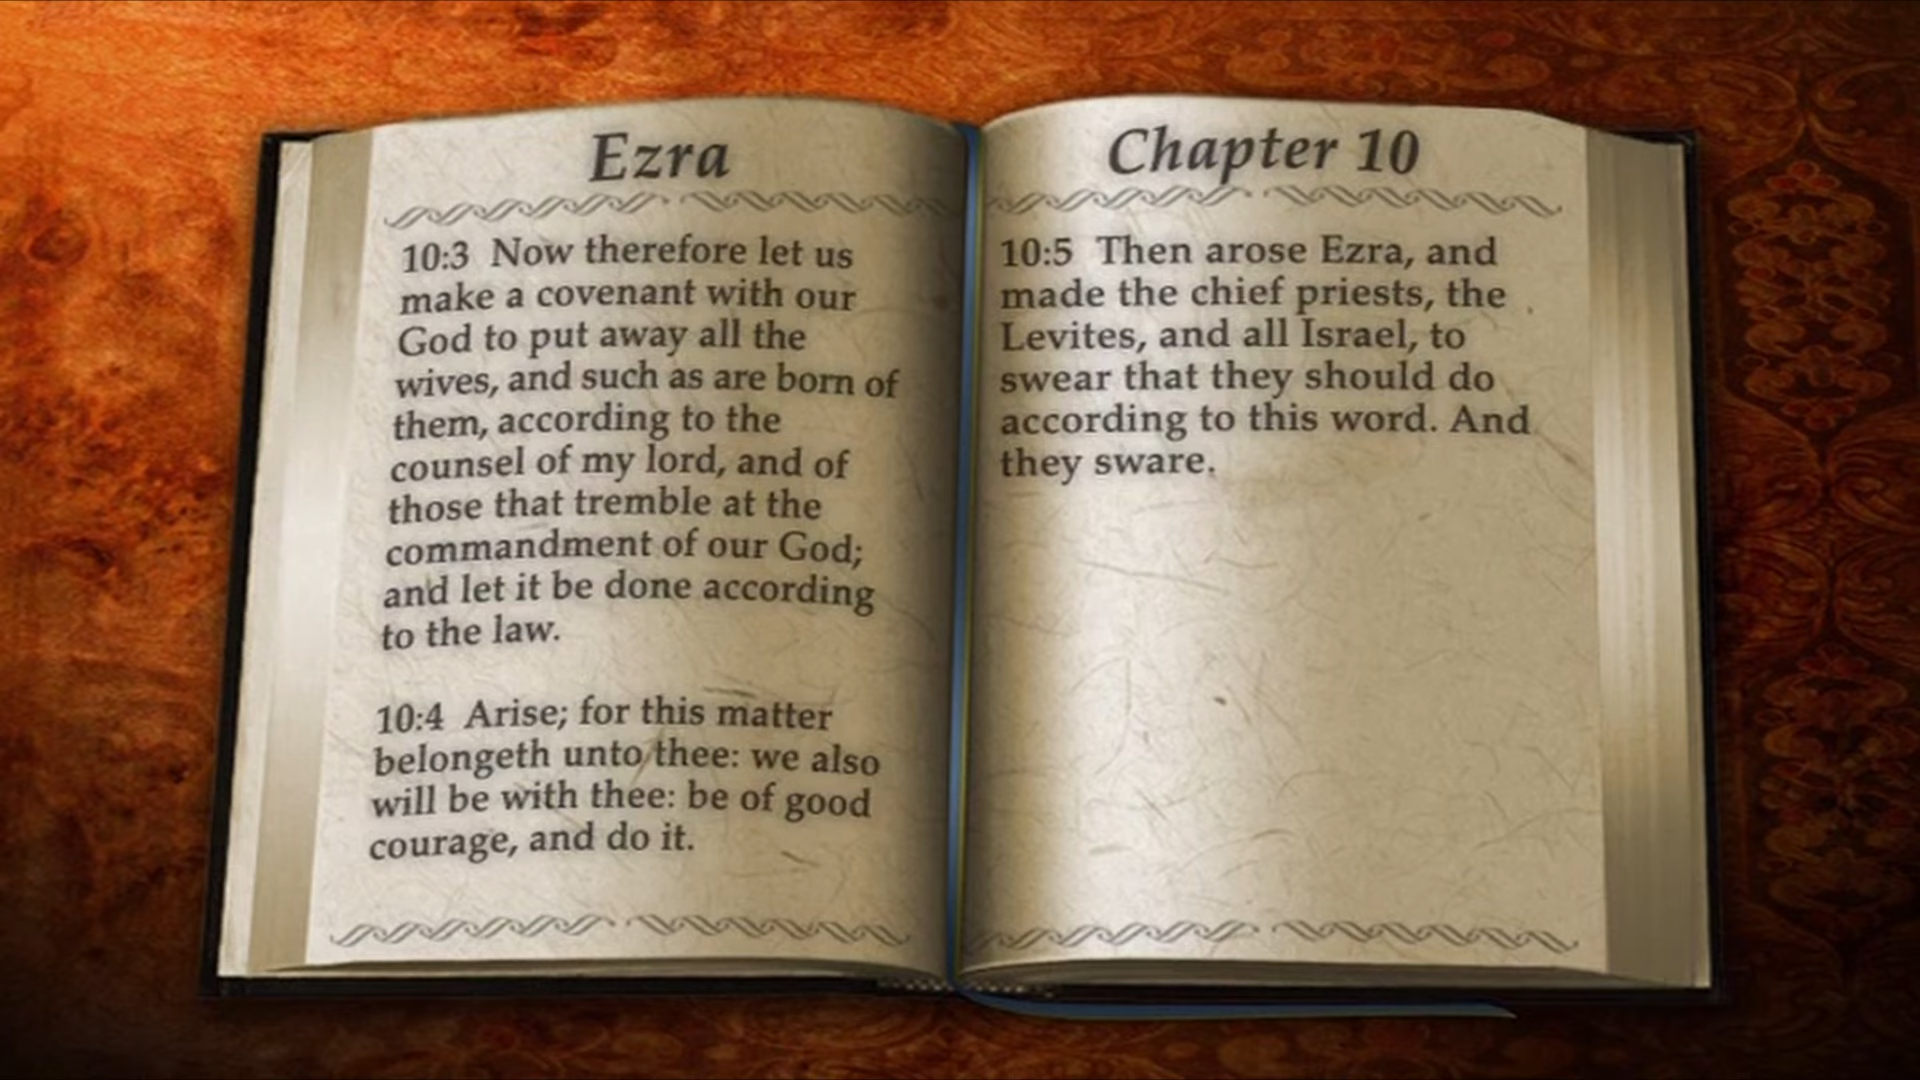 Ezra
10:3 Now therefore let us
make a covenant with our
God to put away all the
wives, and such as are born of
them, according to the
counsel of my lord, and of
those that tremble at the
commandment of our God;
and let it be done according
to the law.
10:4 Arise; for this matter
belongeth unto thee: we also
will be with thee: be of good
courage, and do it.
Chapter 10
10:5 Then arose Ezra, and
made the chief priests, the
Levites, and all Israel, to
swear that they should do
according to this word. And
they sware.